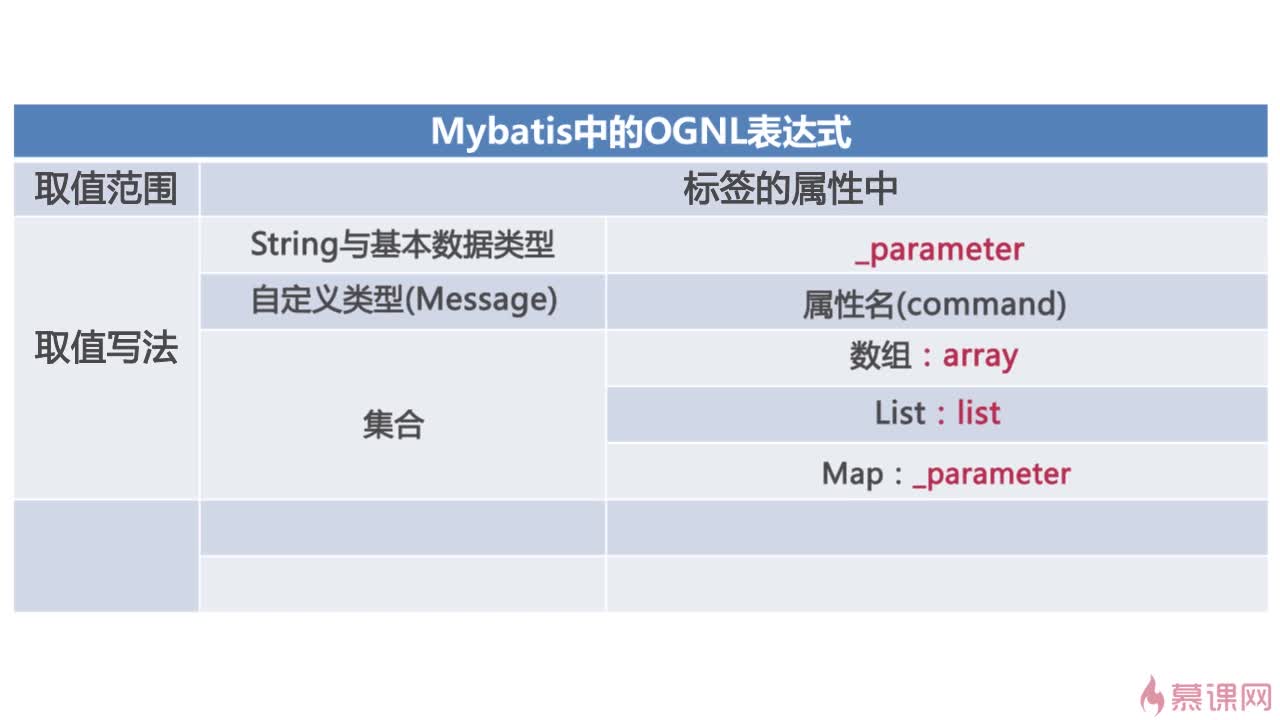 Mybatis中的OGNL表达式
取值范围
标签的属性中
取值写法
String与基本数据类型
_parameter
自定义类型(Message)
属性名(command)
集合
数组：array
List：list
Map：_parameter
慕课网